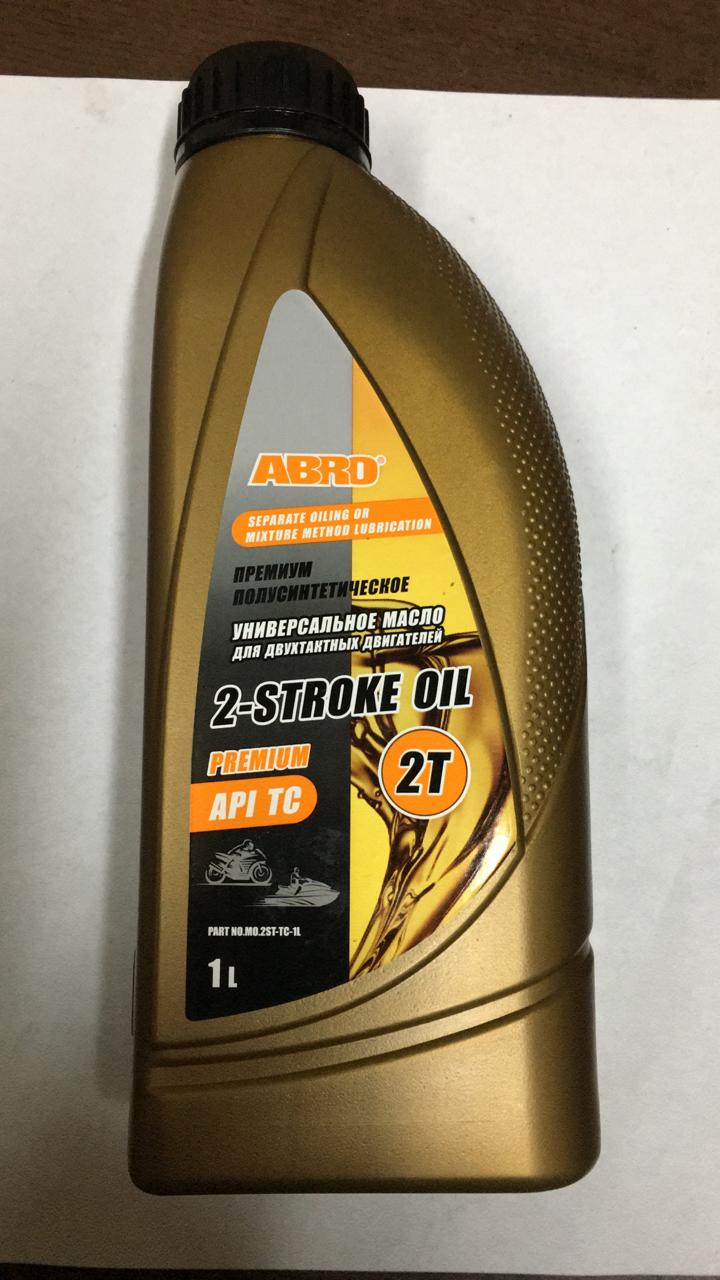 ABRO®
SEPARATE OILING OR
MIXTURE METHOD LUBRICATION
ПРЕМИУМ
ПОЛУСИНТЕТИЧЕСКОЕ
УНИВЕРСАЛЬНОЕ МАСЛО
ДЛЯ ДВУХТАКТНЫХ ДВИГАТЕЛЕЙ
2-STROKE OIL
PREMIUM
2T
API TC
PART NO.MO.2ST-TC-1L
1L